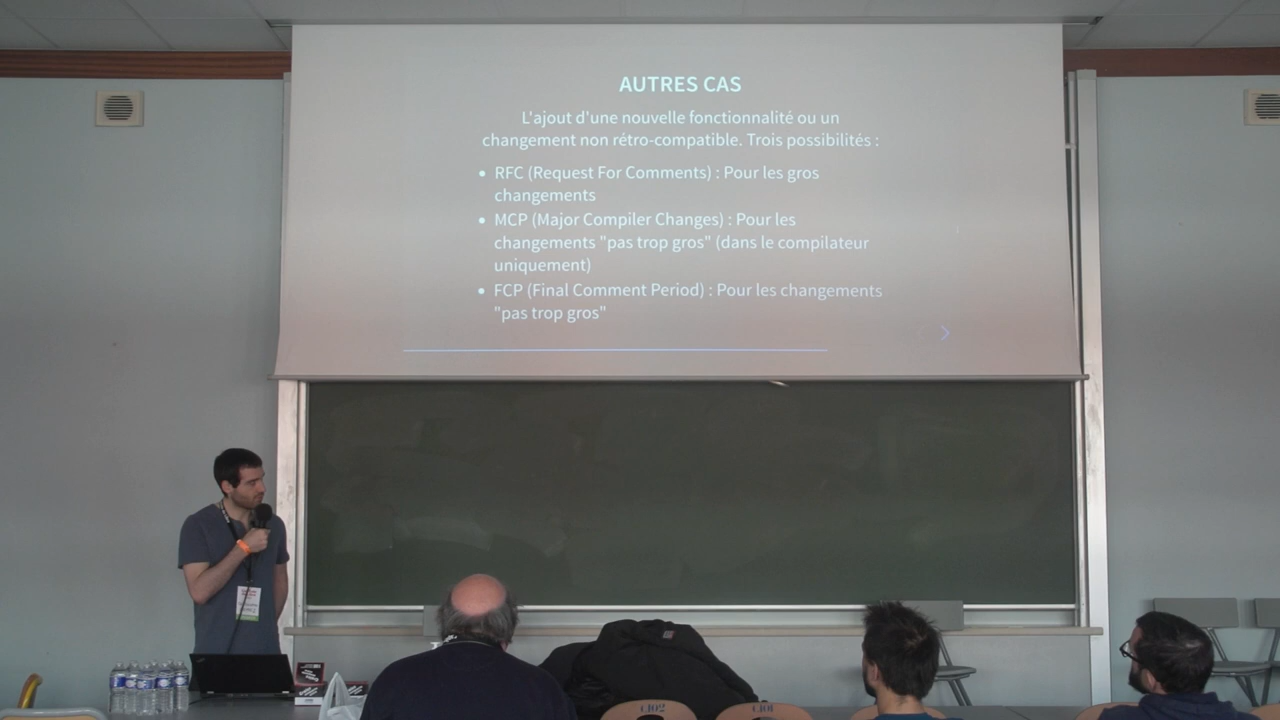 AUTRES CAS
L'ajout d'une nouvelle fonctionnalité ou un
changement non rétro-compatible. Trois possibilités :
• RFC (Request For Comments) : Pour les gros
changements
• MCP (Major Compiler Changes) : Pour les
changements "pas trop gros" (dans le compilateur
uniquement)
• FCP (Final Comment Period) : Pour les changements
"pas trop gros"